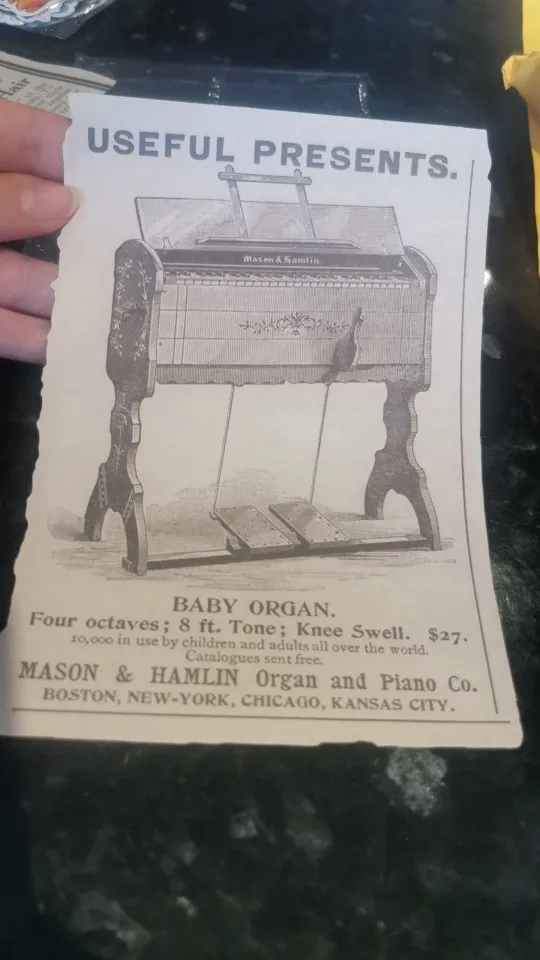 Hair
USEFUL PRESENTS.
Mason & Hamlin
BABY ORGAN.
Four octaves; 8 ft. Tone; Knee Swell. $27.
10,000 in use by children and adults all over the world.
Catalogues sent free.
MASON & HAMLIN Organ and Piano Co.
BOSTON, NEW-YORK, CHICAGO, KANSAS CITY.